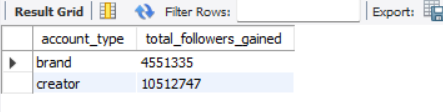 Result Grid Filter Rows: Export:
account_type total_followers_gained
brand 4551335
creator 10512747